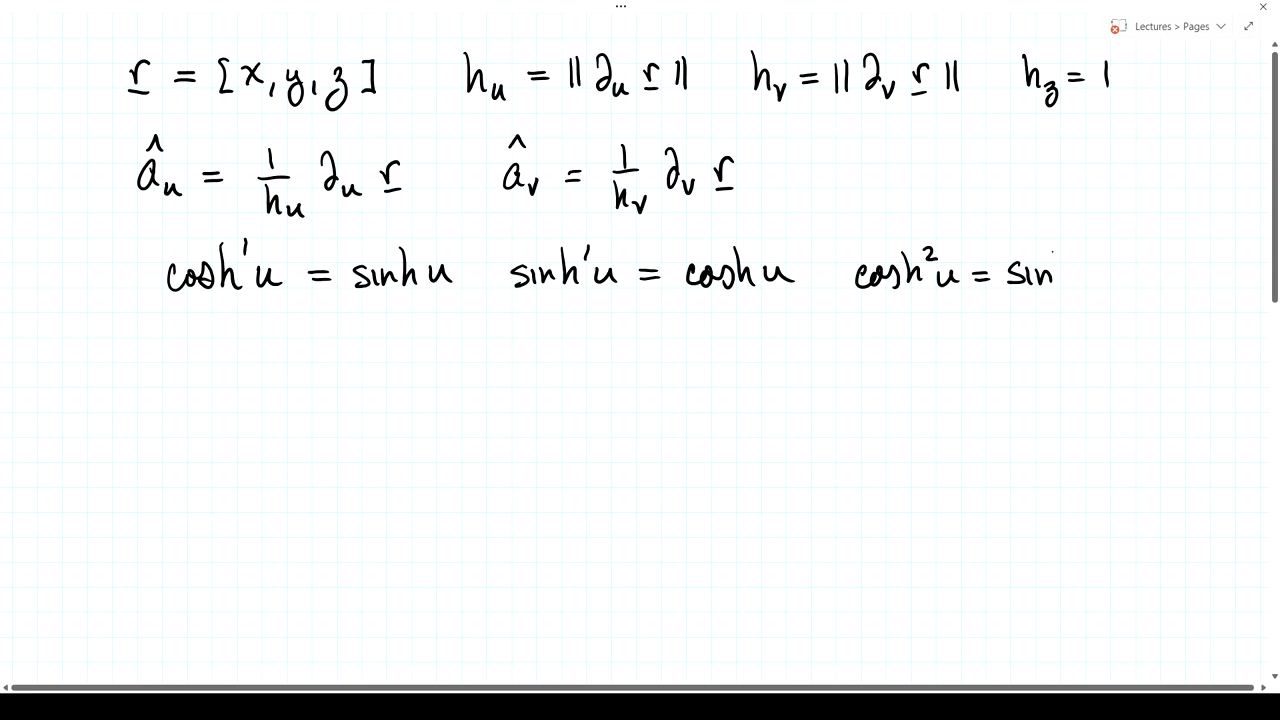 Lectures > Pages
r = [x, y, z] h_u = ||∂_u r|| h_v = ||∂_v r|| h_z = 1
â_u = 1/h_u ∂_u r â_v = 1/h_v ∂_v r
cosh'u = sinh u sinh'u = cosh u cosh²u = sin